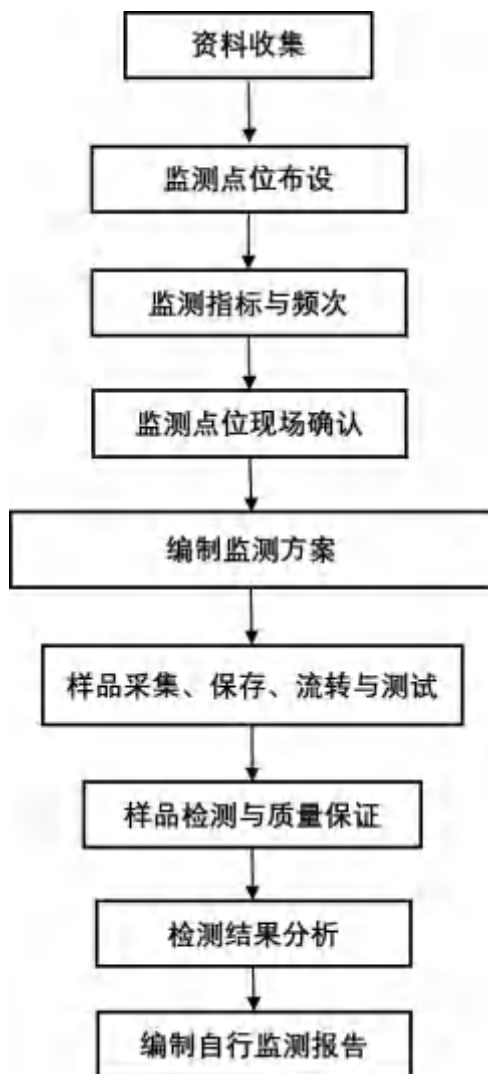 资料收集
监测点位布设
监测指标与频次
监测点位现场确认
编制监测方案
样品采集、保存、流转与测试
样品检测与质量保证
检测结果分析
编制自行监测报告